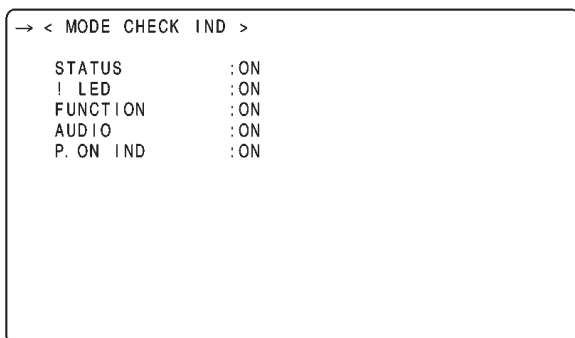 → < MODE CHECK IND >
STATUS :ON
! LED :ON
FUNCTION :ON
AUDIO :ON
P. ON IND :ON